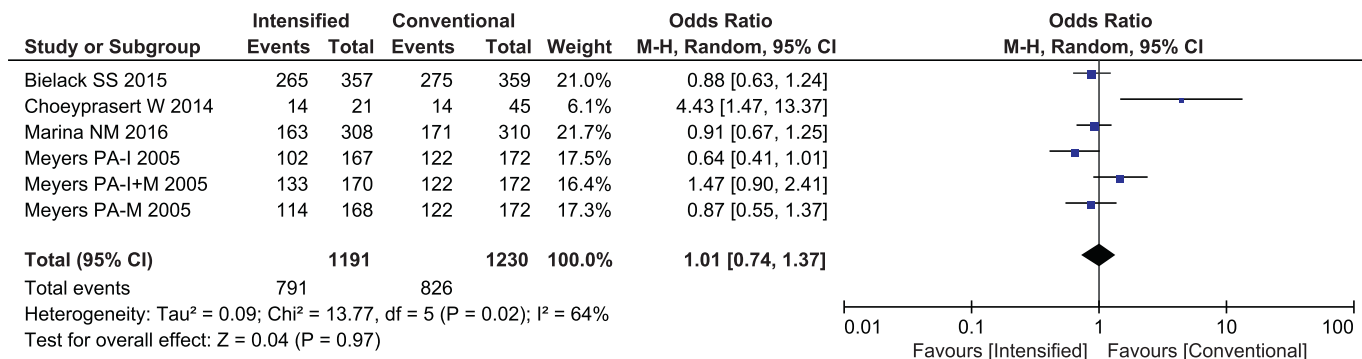 Intensified Conventional Odds Ratio Odds Ratio
Study or Subgroup Events Total Events Total Weight M-H, Random, 95% CI M-H, Random, 95% CI
Bielack SS 2015 265 357 275 359 21.0% 0.88 [0.63, 1.24]
Choeyprasert W 2014 14 21 14 45 6.1% 4.43 [1.47, 13.37]
Marina NM 2016 163 308 171 310 21.7% 0.91 [0.67, 1.25]
Meyers PA-I 2005 102 167 122 172 17.5% 0.64 [0.41, 1.01]
Meyers PA-I+M 2005 133 170 122 172 16.4% 1.47 [0.90, 2.41]
Meyers PA-M 2005 114 168 122 172 17.3% 0.87 [0.55, 1.37]
Total (95% CI) 1191 1230 100.0% 1.01 [0.74, 1.37]
Total events 791 826
Heterogeneity: Tau² = 0.09; Chi² = 13.77, df = 5 (P = 0.02); I² = 64%
Test for overall effect: Z = 0.04 (P = 0.97)
0.01 0.1 1 10 100
Favours [Intensified] Favours [Conventional]